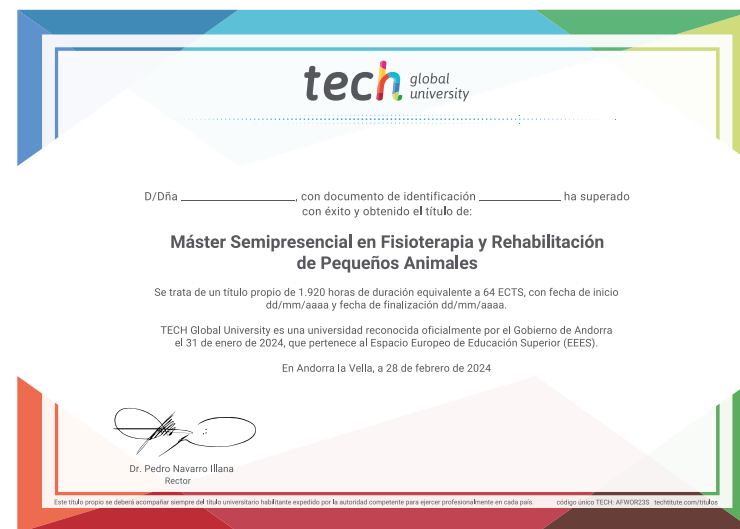 tech global university
D/Dña ______________, con documento de identificación __________ ha superado
con éxito y obtenido el título de:
Máster Semipresencial en Fisioterapia y Rehabilitación
de Pequeños Animales
Se trata de un título propio de 1.920 horas de duración equivalente a 64 ECTS, con fecha de inicio
dd/mm/aaaa y fecha de finalización dd/mm/aaaa.
TECH Global University es una universidad reconocida oficialmente por el Gobierno de Andorra
el 31 de enero de 2024, que pertenece al Espacio Europeo de Educación Superior (EEES).
En Andorra la Vella, a 28 de febrero de 2024
Dr. Pedro Navarro Illana
Rector
Este título propio se deberá acompañar siempre del título universitario habilitante expedido por la autoridad competente para ejercer profesionalmente en cada país. código único TECH: AFWOR23S techtitute.com/titulos